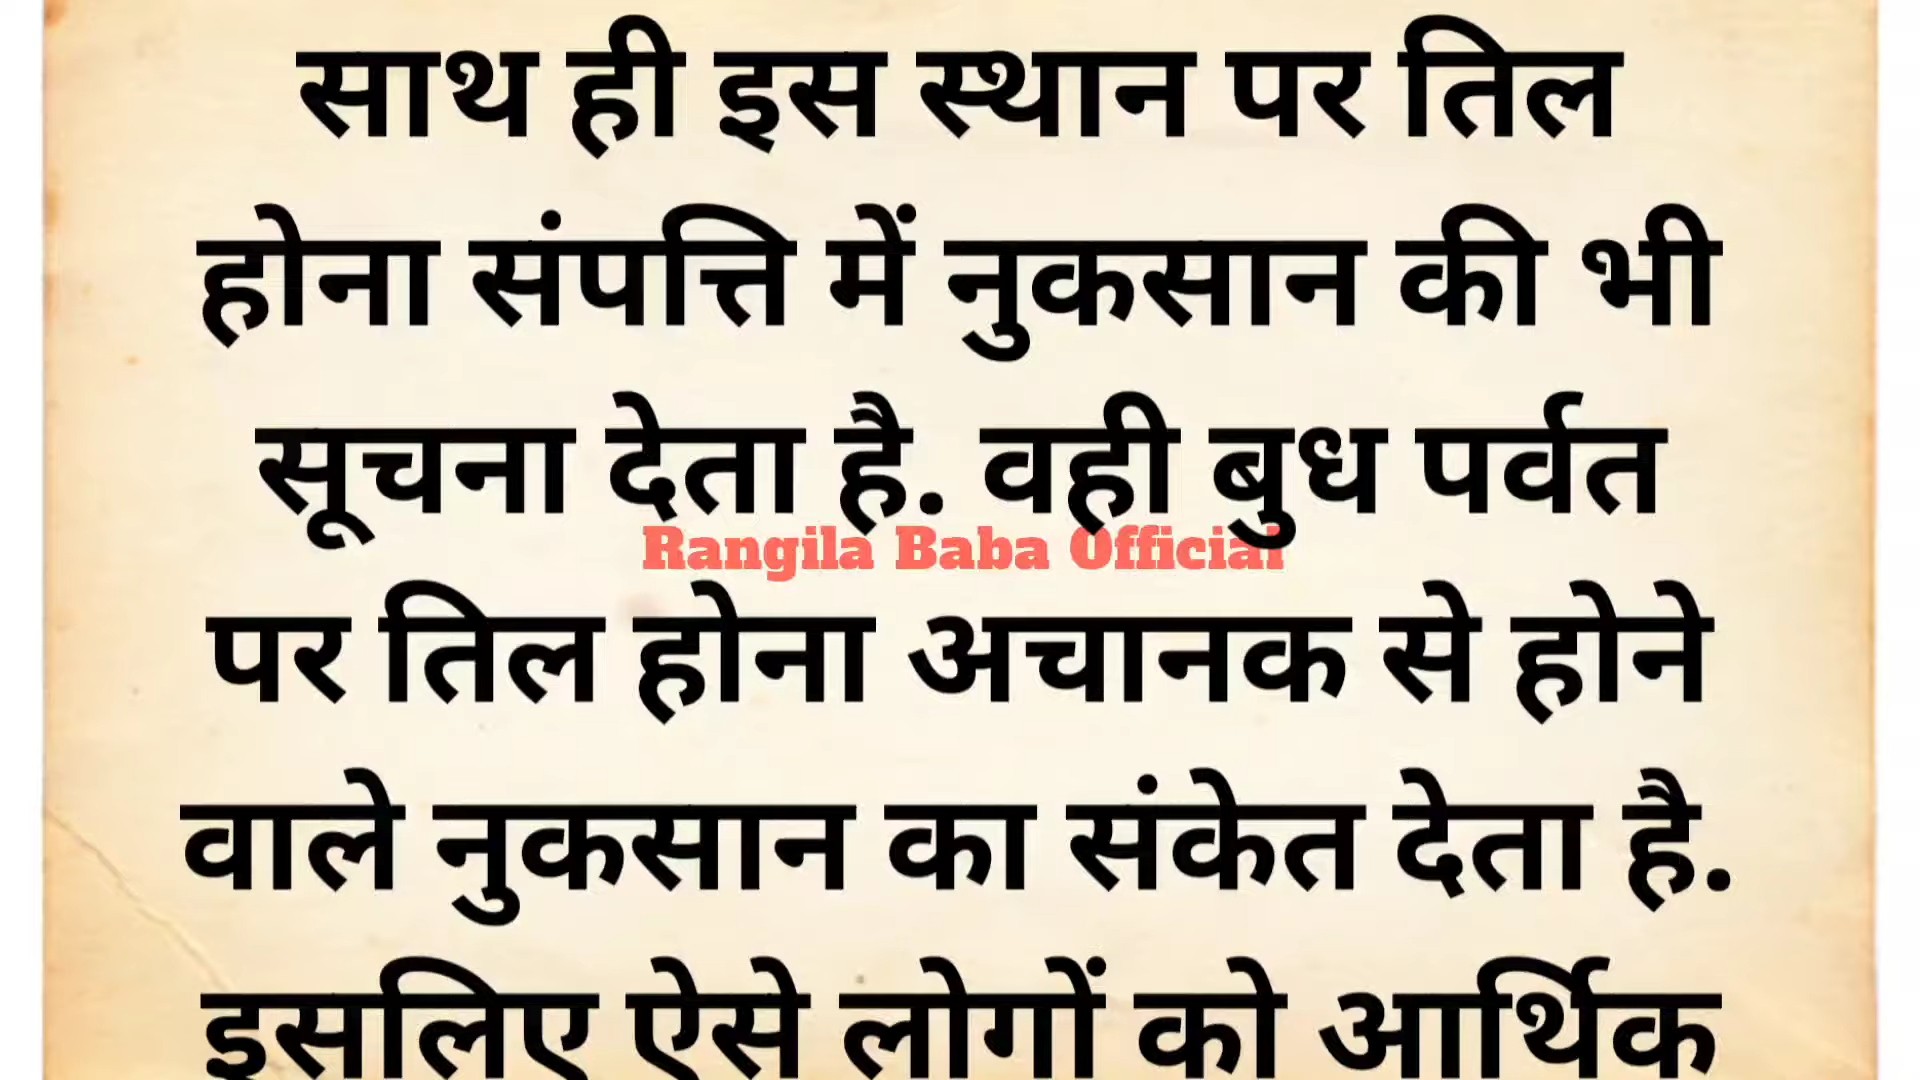 साथ ही इस स्थान पर तिल
होना संपत्ति में नुकसान की भी
सूचना देता है. वही बुध पर्वत
Rangila Baba Official
पर तिल होना अचानक से होने
वाले नुकसान का संकेत देता है.
इसलिए ऐसे लोगों को आर्थिक